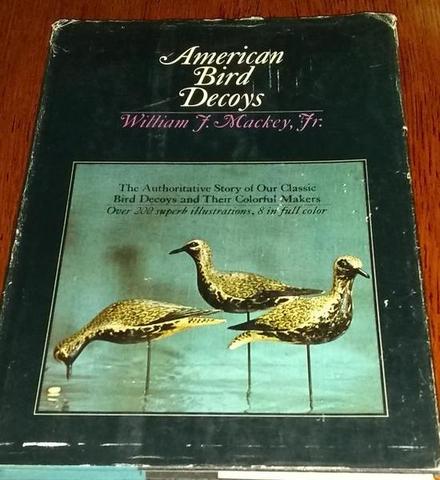 American
Bird
Decoys
William J. Mackey, Jr.
The Authoritative Story of Our Classic
Bird Decoys and Their Colorful Makers
Over 200 superb illustrations, 8 in full color